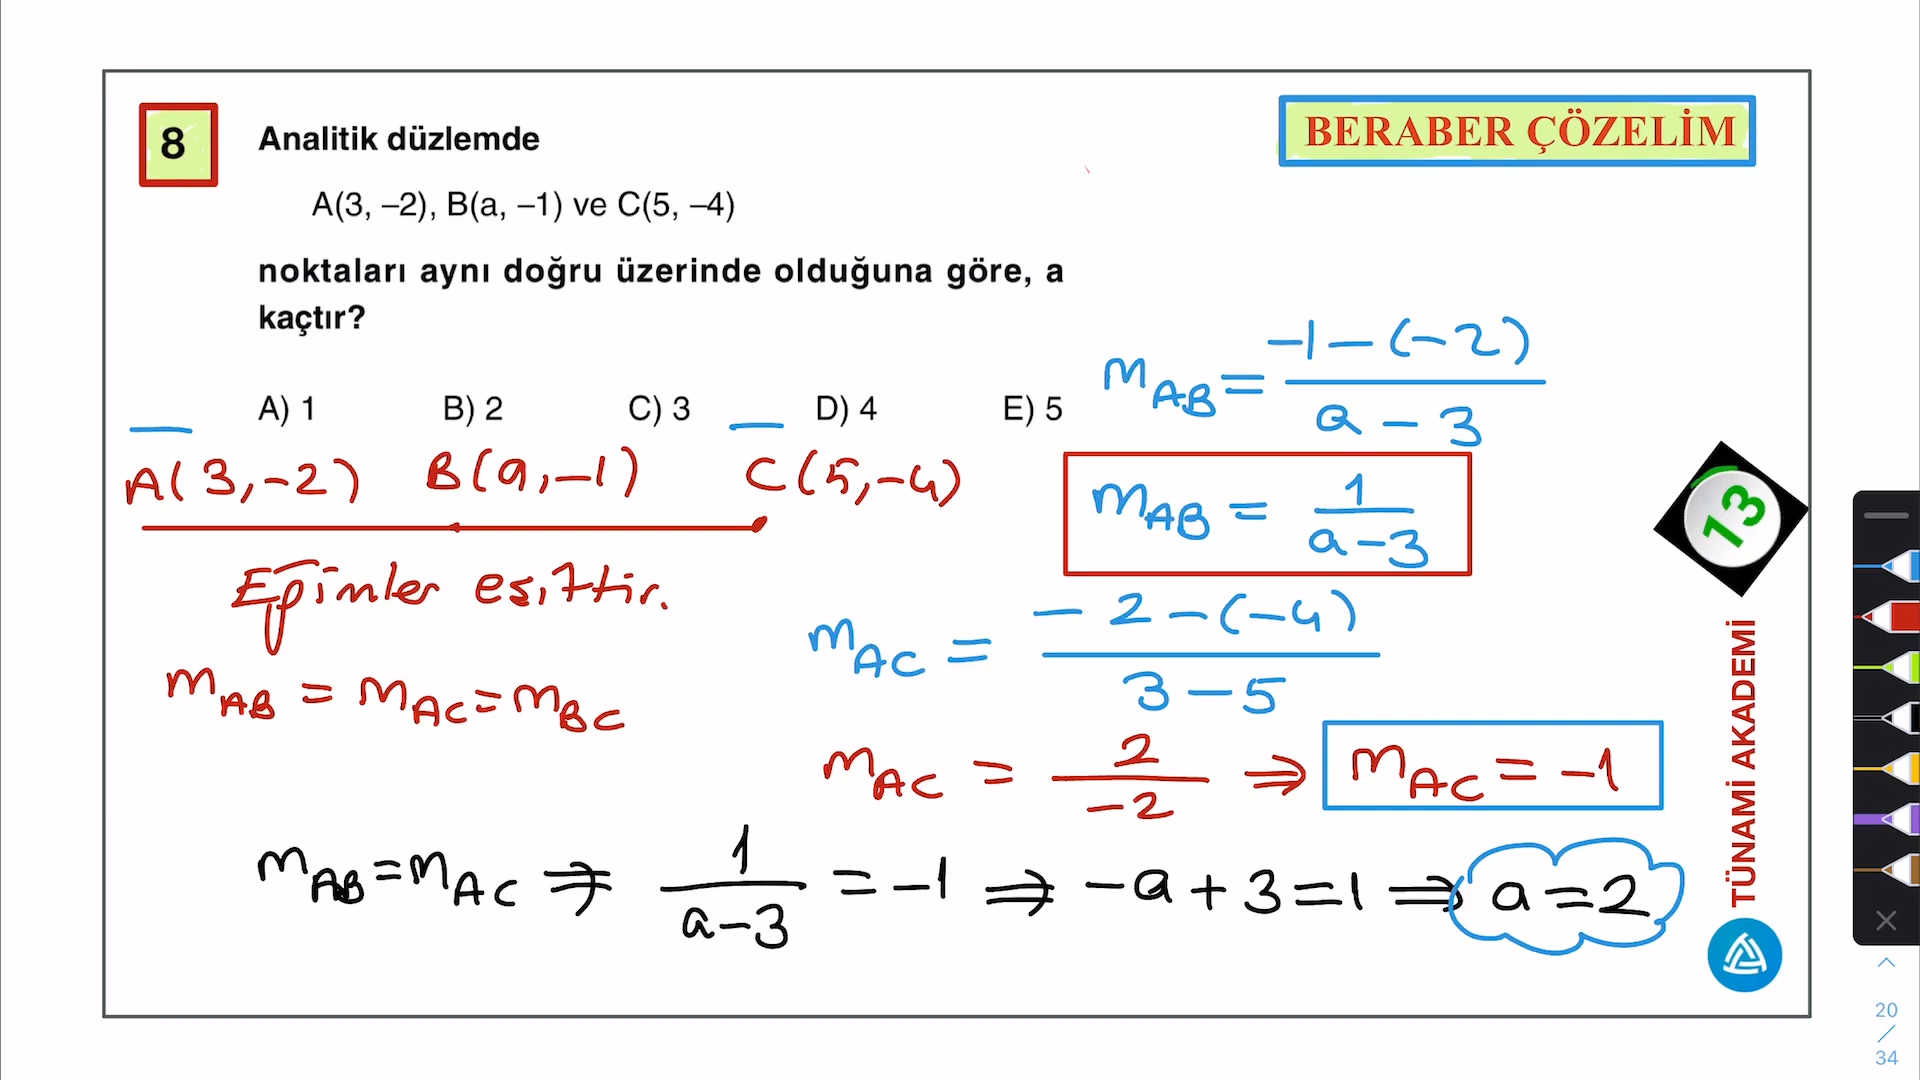 8
Analitik düzlemde
BERABER ÇÖZELİM
A(3, –2), B(a, –1) ve C(5, –4)
noktaları aynı doğru üzerinde olduğuna göre, a
kaçtır?
A) 1 B) 2 C) 3 D) 4 E) 5
m_AB = (-1-(-2))/(a-3)
A(3,-2) B(a,-1) C(5,-4)
m_AB = 1/(a-3)
13
Eğimler eşittir.
m_AC = (-2-(-4))/(3-5)
m_AB = m_AC = m_BC
m_AC = 2/-2 ⇒ m_AC = -1
m_AB = m_AC ⇒ 1/(a-3) = -1 ⇒ -a+3=1 ⇒ a=2
TÜNAMİ AKADEMİ
20
/
34